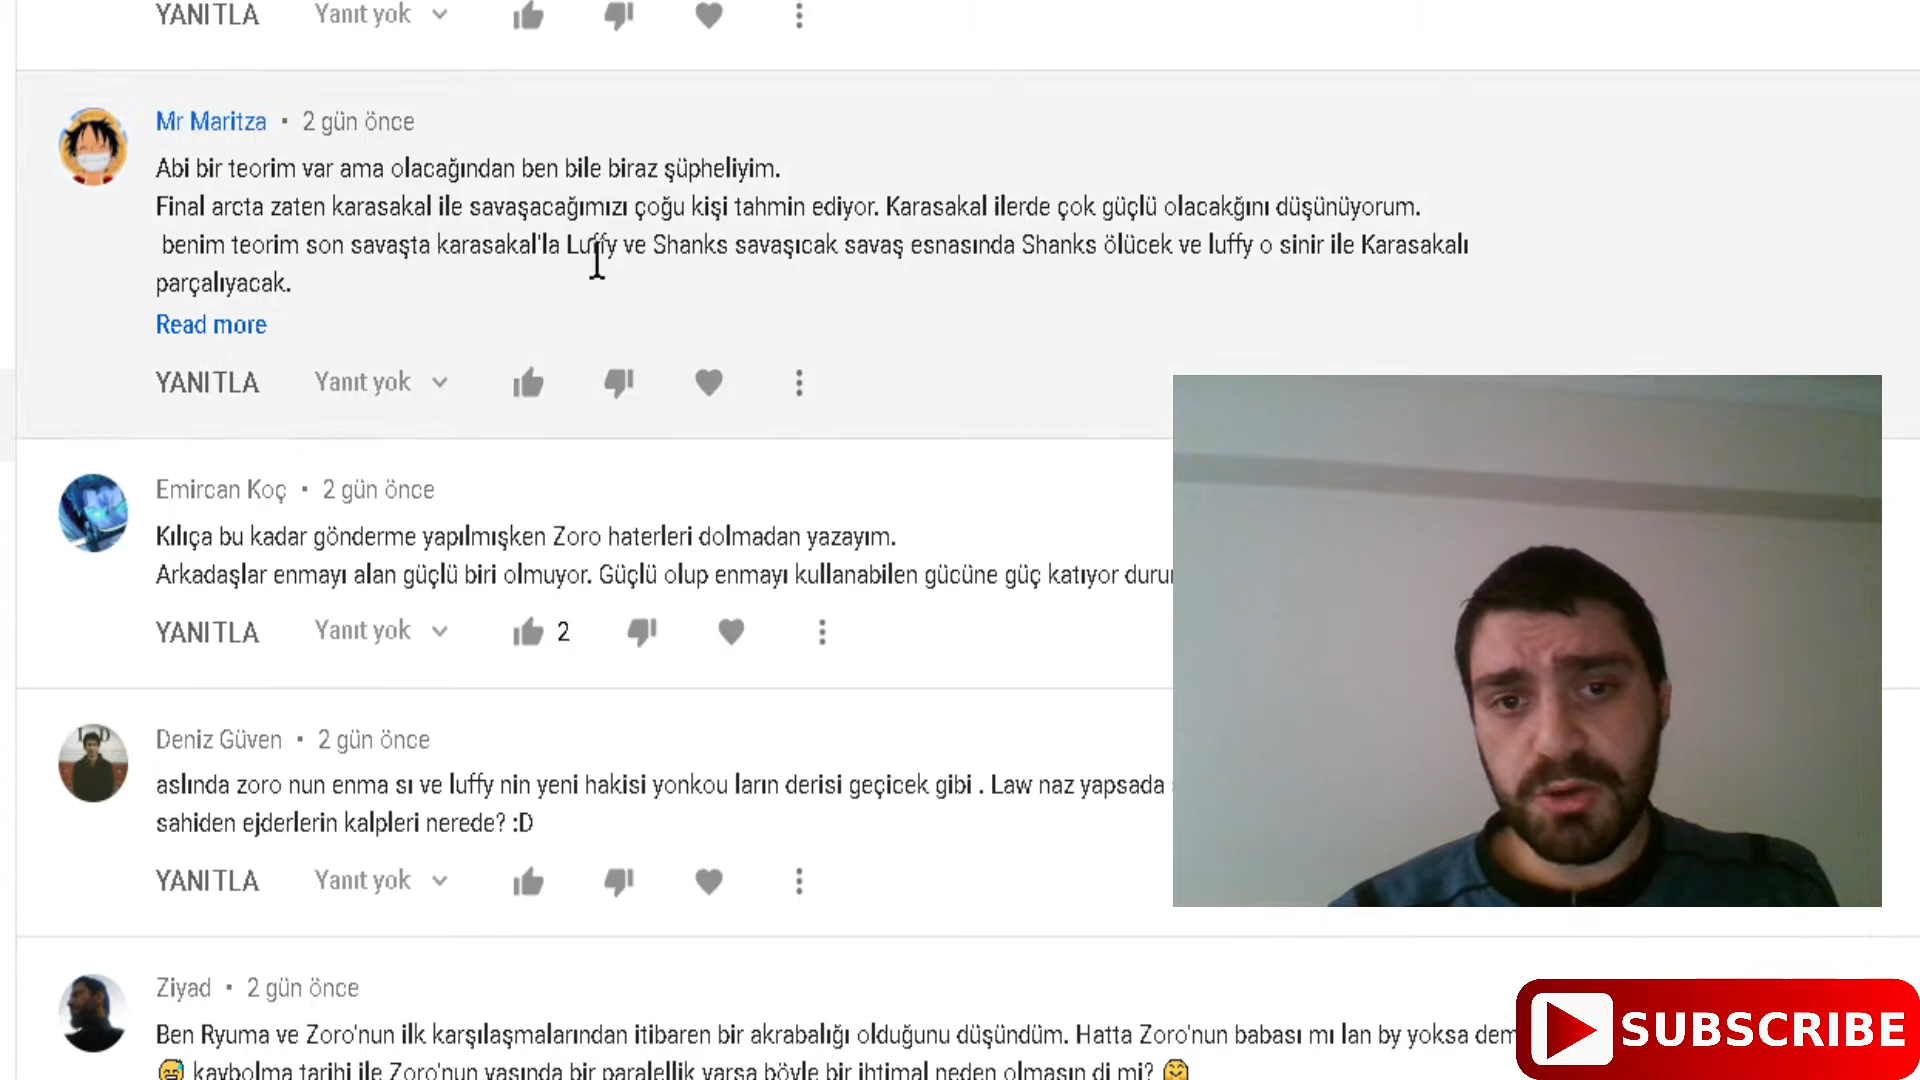 YANITLA Yanıt yok
Mr Maritza • 2 gün önce
Abi bir teorim var ama olacağından ben bile biraz şüpheliyim.
Final arcta zaten karasakal ile savaşacağımızı çoğu kişi tahmin ediyor. Karasakal ilerde çok güçlü olacakğını düşünüyorum.
benim teorim son savaşta karasakal'la Luffy ve Shanks savaşıcak savaş esnasında Shanks ölücek ve luffy o sinir ile Karasakalı
parçalıyacak.
Read more
YANITLA Yanıt yok
Emircan Koç • 2 gün önce
Kılıça bu kadar gönderme yapılmışken Zoro haterleri dolmadan yazayım.
Arkadaşlar enmayı alan güçlü biri olmuyor. Güçlü olup enmayı kullanabilen gücüne güç katıyor
YANITLA Yanıt yok 2
Deniz Güven • 2 gün önce
aslında zoro nun enma sı ve luffy nin yeni hakisi yonkou ların derisi geçicek gibi . Law naz yapsada
sahiden ejderlerin kalpleri nerede? :D
YANITLA Yanıt yok
Ziyad • 2 gün önce
Ben Ryuma ve Zoro'nun ilk karşılaşmalarından itibaren bir akrabalığı olduğunu düşündüm. Hatta Zoro'nun babası mı lan by yoksa dem
😅 kaybolma tarihi ile Zoro'nun yaşında bir paralellik varsa böyle bir ihtimal neden olmasın di mi? 🤗
SUBSCRIBE